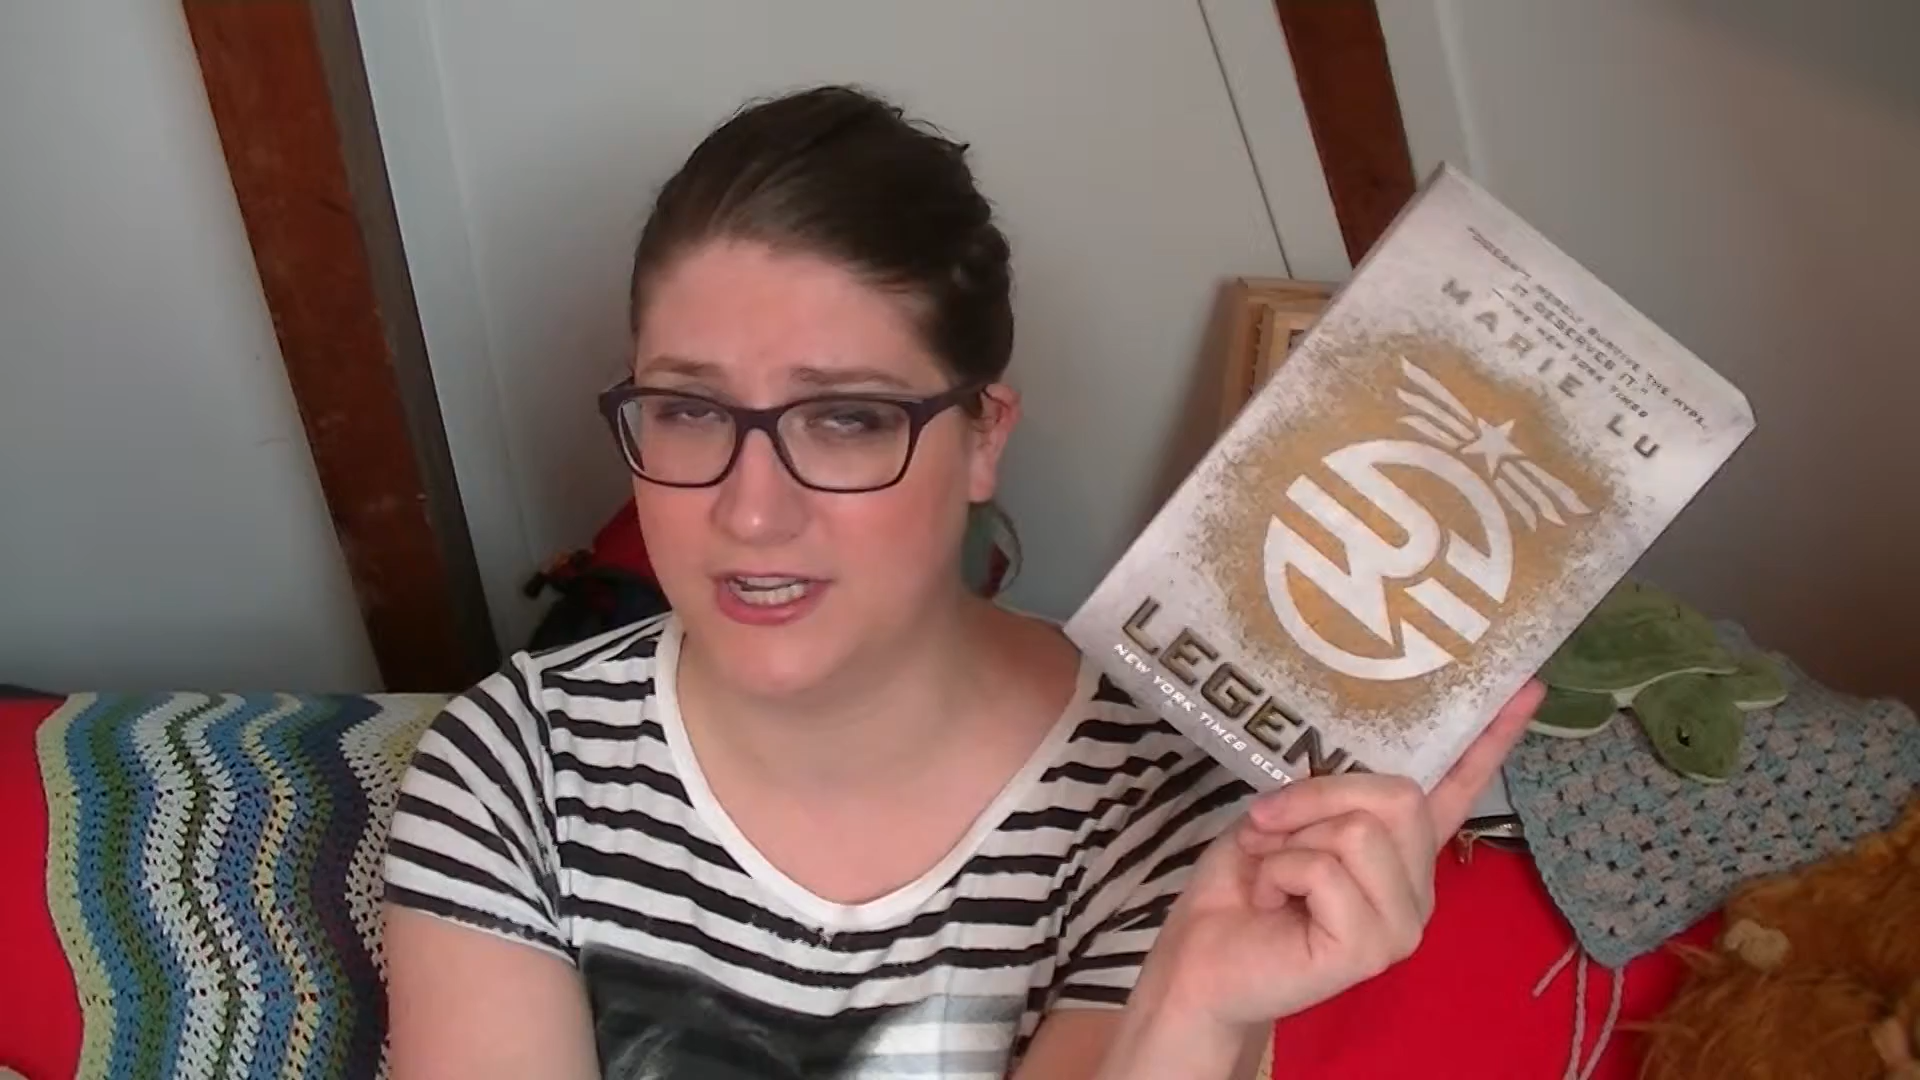 "DOESN'T MERELY SURVIVE THE HYPE,
IT DESERVES IT."
—THE NEW YORK TIMES
MARIE LU
LEGEN
NEW YORK TIMES BEST